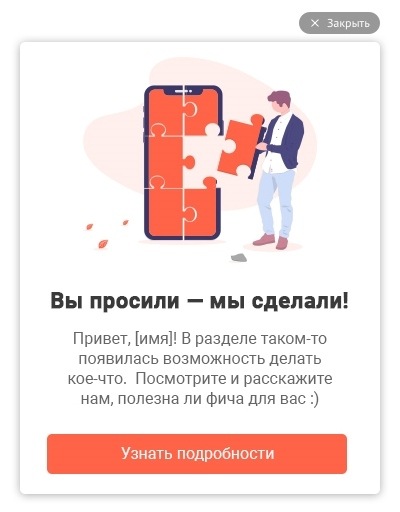 Закрыть
Вы просили — мы сделали!
Привет, [имя]! В разделе таком-то
появилась возможность делать
кое-что.  Посмотрите и расскажите
нам, полезна ли фича для вас :)
Узнать подробности